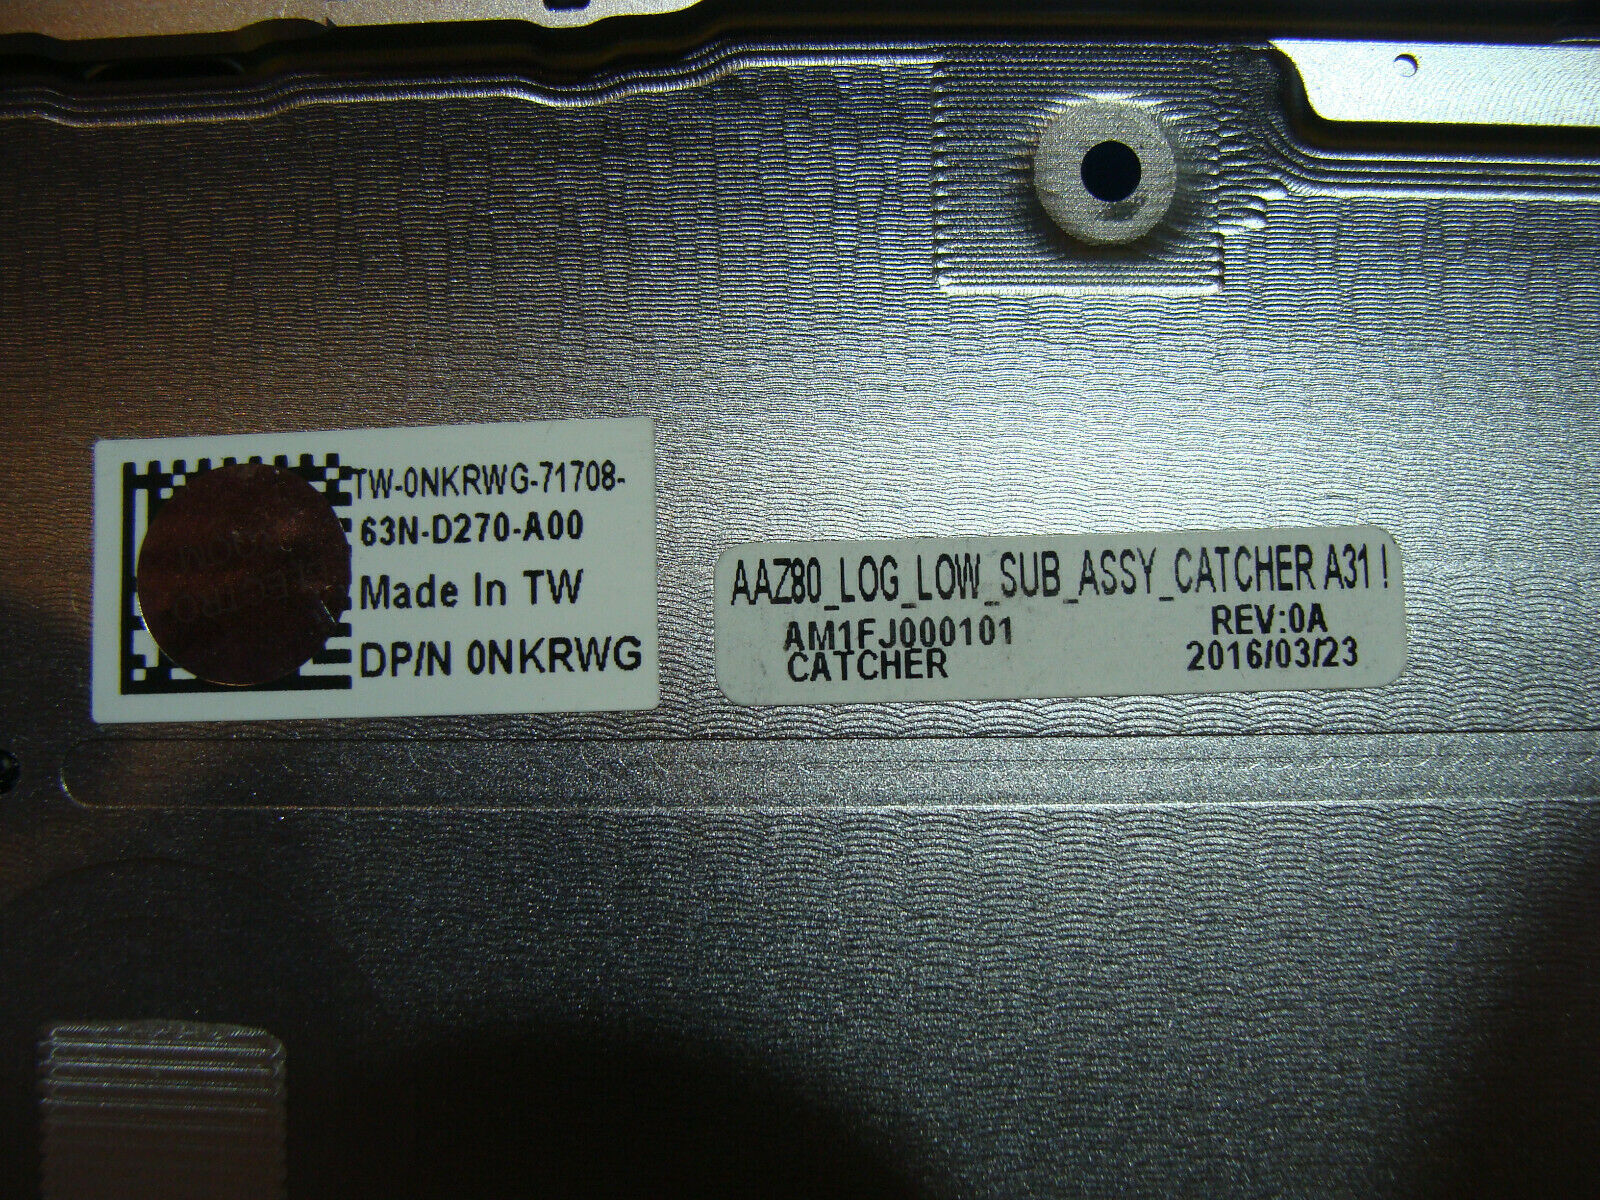 TW-0NKRWG-71708-
63N-D270-A00
Made In TW
DP/N 0NKRWG
AAZ80_LOG_LOW_SUB_ASSY_CATCHER A31 !
AM1FJ000101 REV:0A
CATCHER 2016/03/23